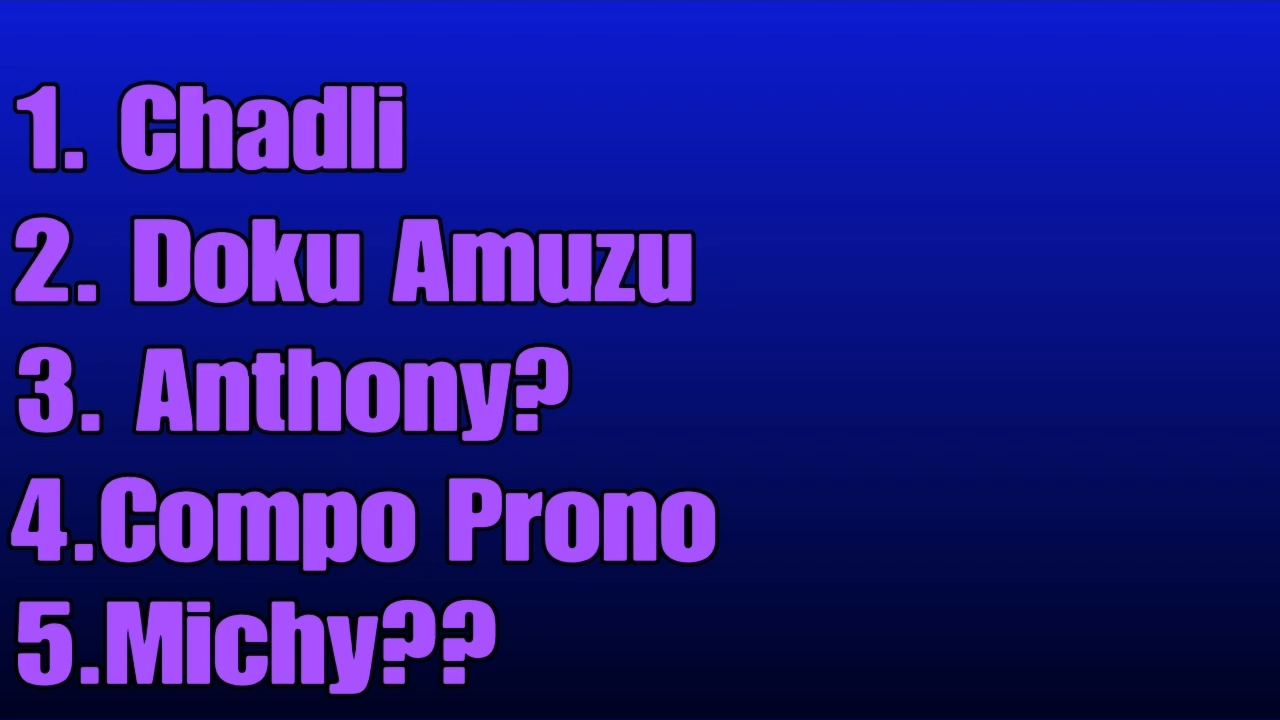 1. Chadli
2. Doku Amuzu
3. Anthony?
4.Compo Prono
5.Michy??